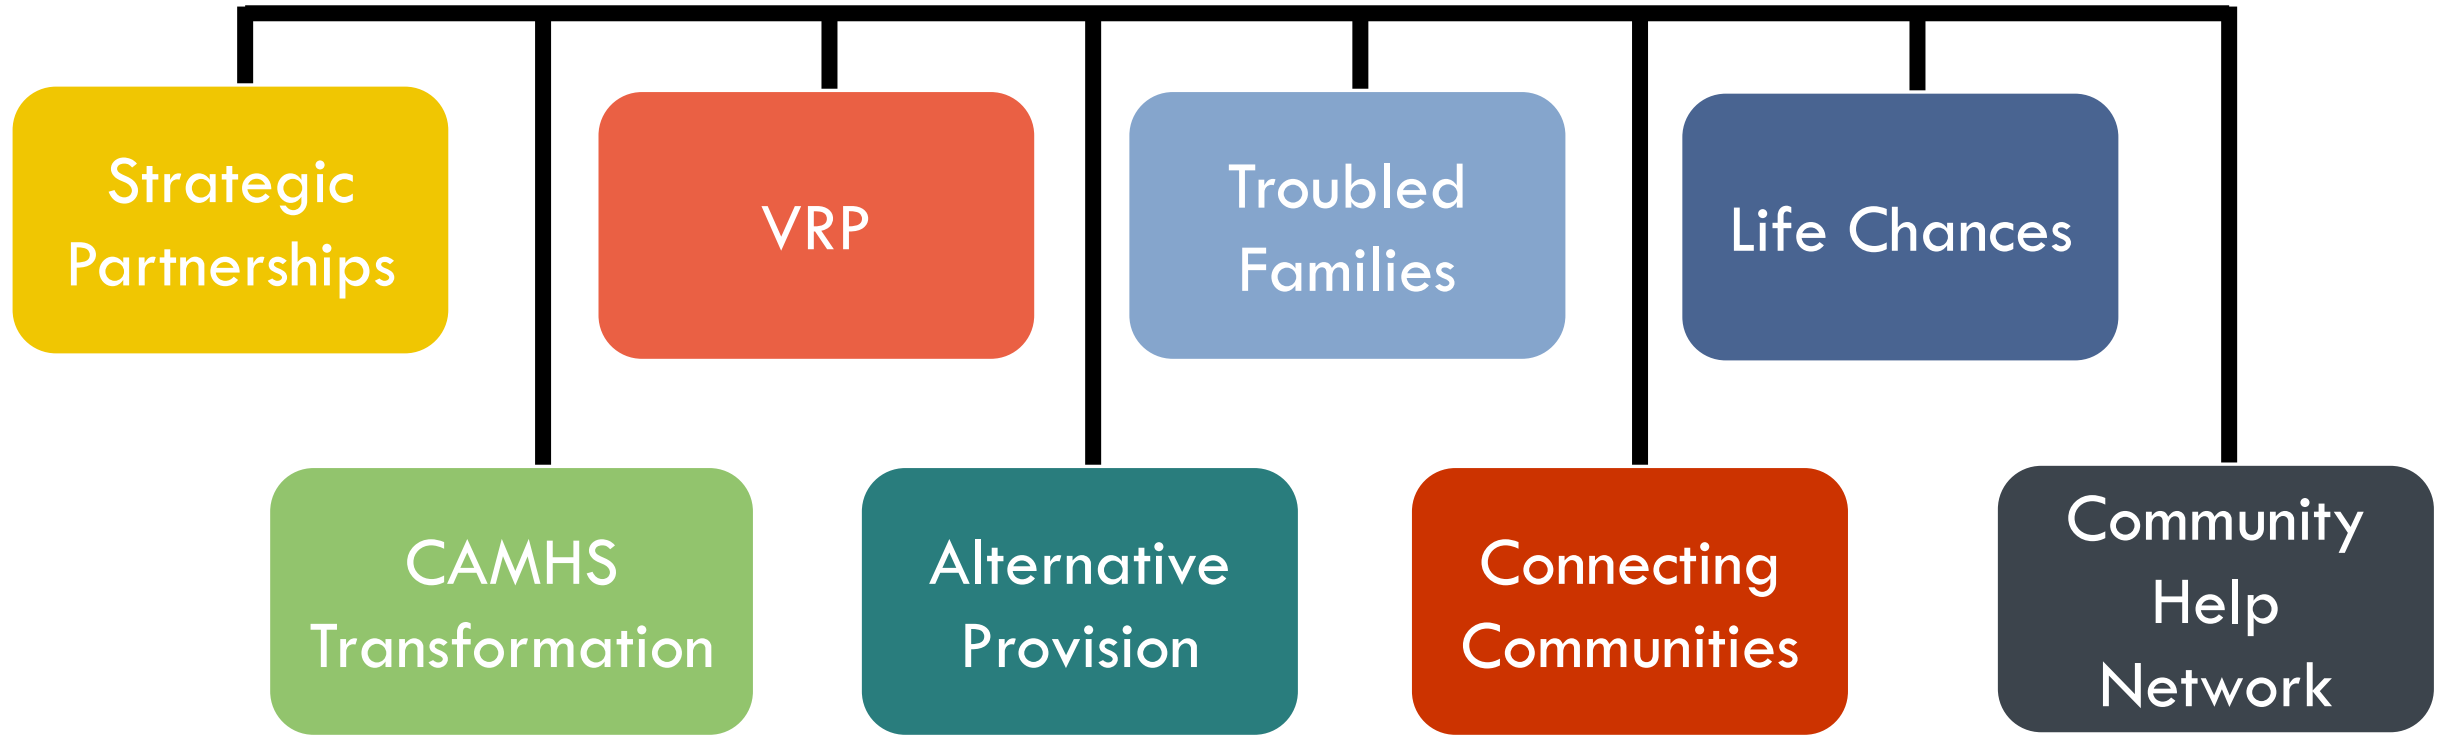 Strategic
Partnerships
VRP
Troubled
Families
Life Chances
CAMHS
Transformation
Alternative
Provision
Connecting
Communities
Community
Help
Network